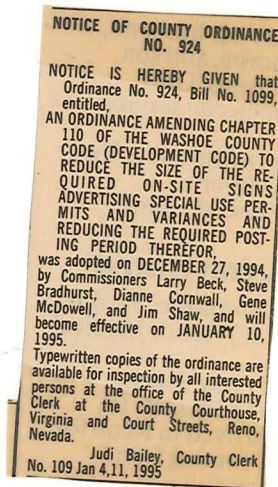 NOTICE OF COUNTY ORDINANCE
NO. 924
NOTICE IS HEREBY GIVEN that
Ordinance No. 924, Bill No. 1099,
entitled,
AN ORDINANCE AMENDING CHAPTER
110 OF THE WASHOE COUNTY
CODE (DEVELOPMENT CODE) TO
REDUCE THE SIZE OF THE RE-
QUIRED ON-SITE SIGNS
ADVERTISING SPECIAL USE PER-
MITS AND VARIANCES AND
REDUCING THE REQUIRED POST-
ING PERIOD THEREFOR,
was adopted on DECEMBER 27, 1994,
by Commissioners Larry Beck, Steve
Bradhurst, Dianne Cornwall, Gene
McDowell, and Jim Shaw, and will
become effective on JANUARY 10,
1995.
Typewritten copies of the ordinance are
available for inspection by all interested
persons at the office of the County
Clerk at the County Courthouse,
Virginia and Court Streets, Reno,
Nevada.
Judi Bailey, County Clerk
No. 109 Jan 4,11, 1995